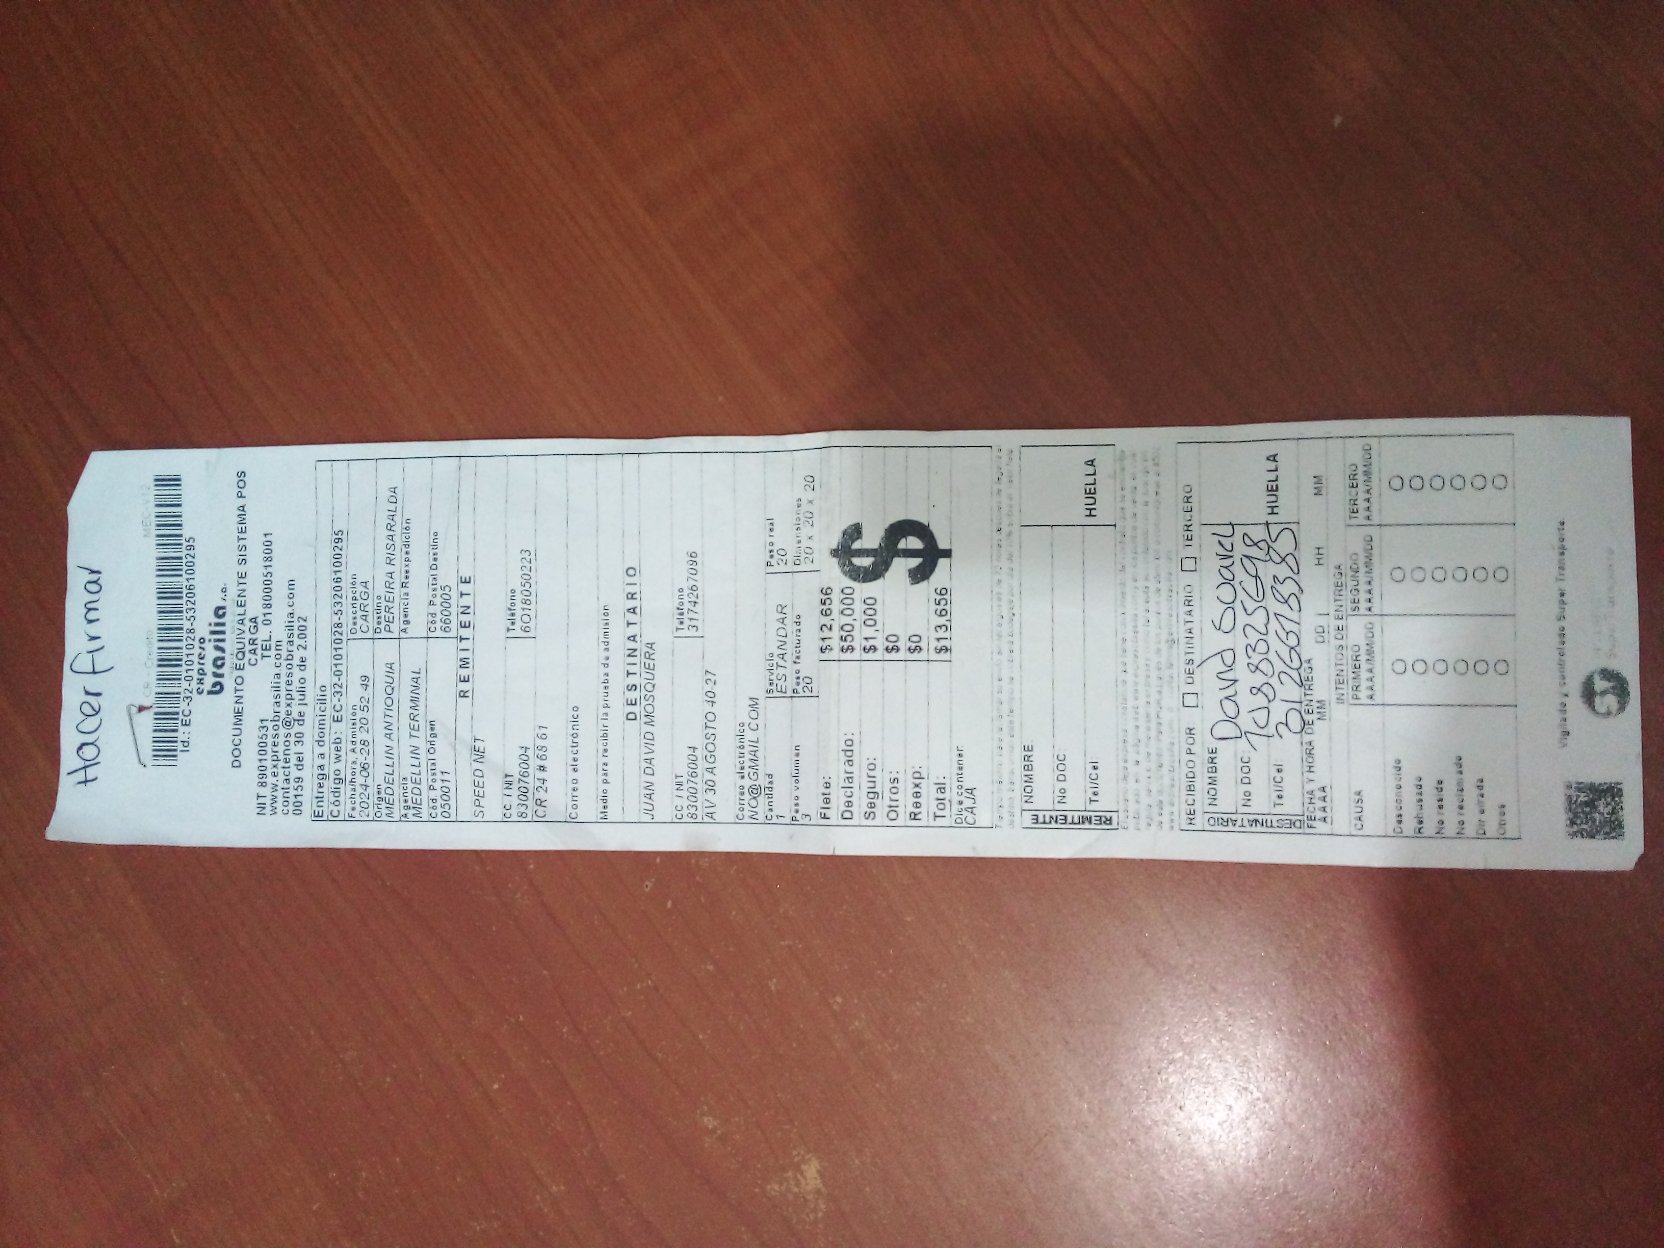 Hacer firmar
CR Credito
Id.: EC-32-0101028-53206100295
expreso
brasilia s.a.
DOCUMENTO EQUIVALENTE SISTEMA POS
CARGA
NIT 890100531 TEL. 018000518001
www.expresobrasilia.com
contactenos@expresobrasilia.com
00159 del 30 de julio de 2.002
Entrega a domicilio
Código web: EC-32-0101028-53206100295
Fecha/hora, Admisión Descripción
2024-06-28 20 52 49 CARGA
Origen Destino
MEDELLIN ANTIOQUIA PEREIRA RISARALDA
Agencia Agencia Reexpedición
MEDELLIN TERMINAL
Cód Postal Origen Cód Postal Destino
050011 660005
REMITENTE
SPEED NET
CC / NIT Teléfono
830076004 6018050223
CR 24 # 68 61
Correo electrónico
Medio para recibir la prueba de admisión
DESTINATARIO
JUAN DAVID MOSQUERA
CC / NIT Teléfono
830076004 3174267096
AV 30 AGOSTO 40-27
Correo electrónico
NO@GMAIL.COM
Cantidad Servicio Peso real
1 ESTANDAR 20
Peso volumen Peso facturado Dimensiones
3 20 20 x 20 x 20
Flete: $12,656
Declarado: $50,000
Seguro: $1,000
Otros: $0
Reexp: $0
Total: $13,656
$
$
Dice contener:
CAJA
REMITENTE
NOMBRE
No DOC:
Tel/Cel
HUELLA
RECIBIDO POR DESTINATARIO TERCERO
DESTINATARIO
NOMBRE David Suarez
No DOC: 1088325698
Tel/Cel 3126613385
HUELLA
FECHA Y HORA DE ENTREGA
AAAA MM DD HH MM
INTENTOS DE ENTREGA
CAUSA PRIMERO SEGUNDO TERCERO
AAAA/MM/DD AAAA/MM/DD AAAA/MM/DD
Desconocido
Rehusado
No reside
No reclamado
Dir errada
Otros
Vigilado y controlado Super Transporte